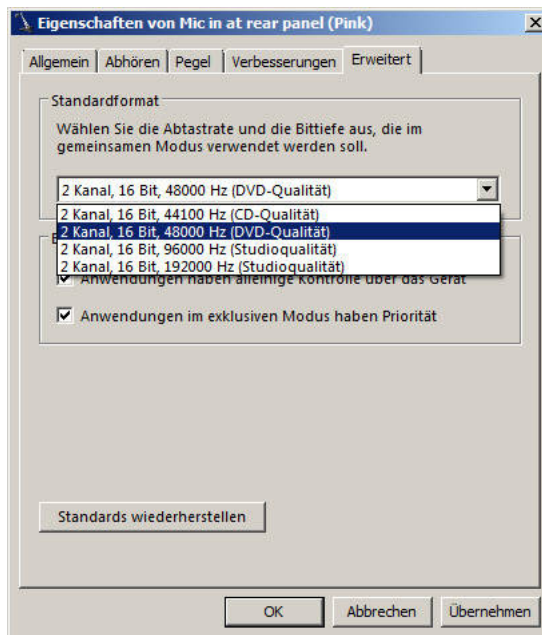 Eigenschaften von Mic in at rear panel (Pink)
Allgemein Abhören Pegel Verbesserungen Erweitert
Standardformat
Wählen Sie die Abtastrate und die Bittiefe aus, die im
gemeinsamen Modus verwendet werden soll.
2 Kanal, 16 Bit, 48000 Hz (DVD-Qualität)
2 Kanal, 16 Bit, 44100 Hz (CD-Qualität)
2 Kanal, 16 Bit, 48000 Hz (DVD-Qualität)
2 Kanal, 16 Bit, 96000 Hz (Studioqualität)
2 Kanal, 16 Bit, 192000 Hz (Studioqualität)
Anwendungen haben alleinige Kontrolle über das Gerät
Anwendungen im exklusiven Modus haben Priorität
Standards wiederherstellen
OK Abbrechen Übernehmen